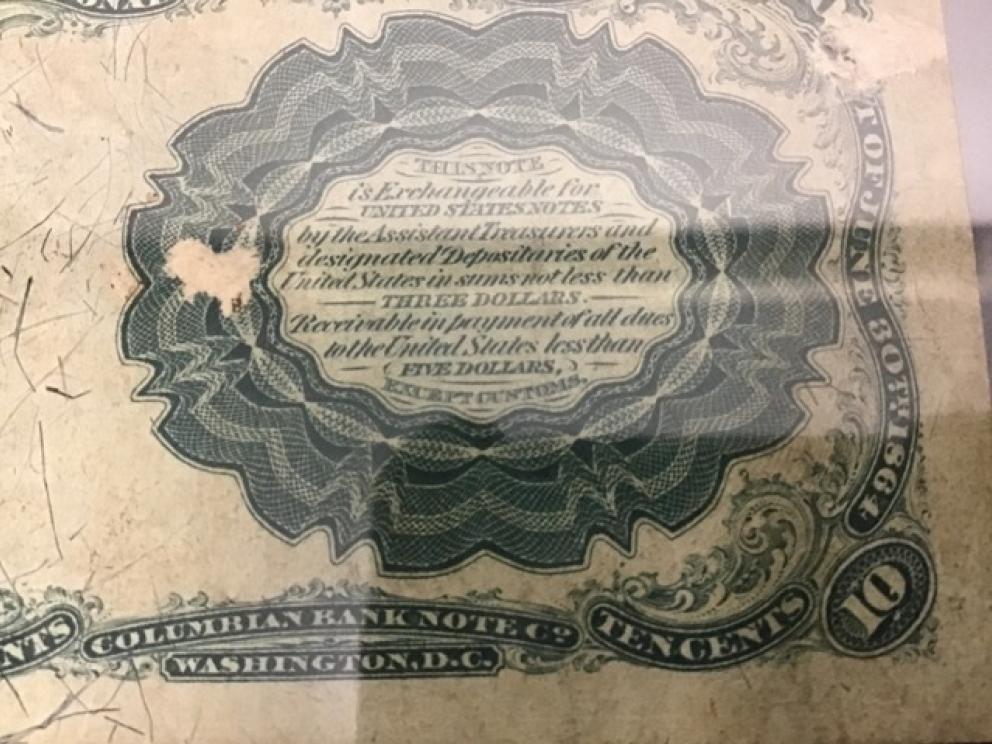 THIS NOTE
is Exchangeable for
UNITED STATES NOTES
by the Assistant Treasurers and
designated Depositaries of the
United States in sums not less than
THREE DOLLARS.
Receivable in payment of all dues
to the United States less than
FIVE DOLLARS,
EXCEPT CUSTOMS.
T OF JUNE 30TH 1864
NTS
COLUMBIAN BANK NOTE Co
WASHINGTON, D.C.
TEN CENTS
10